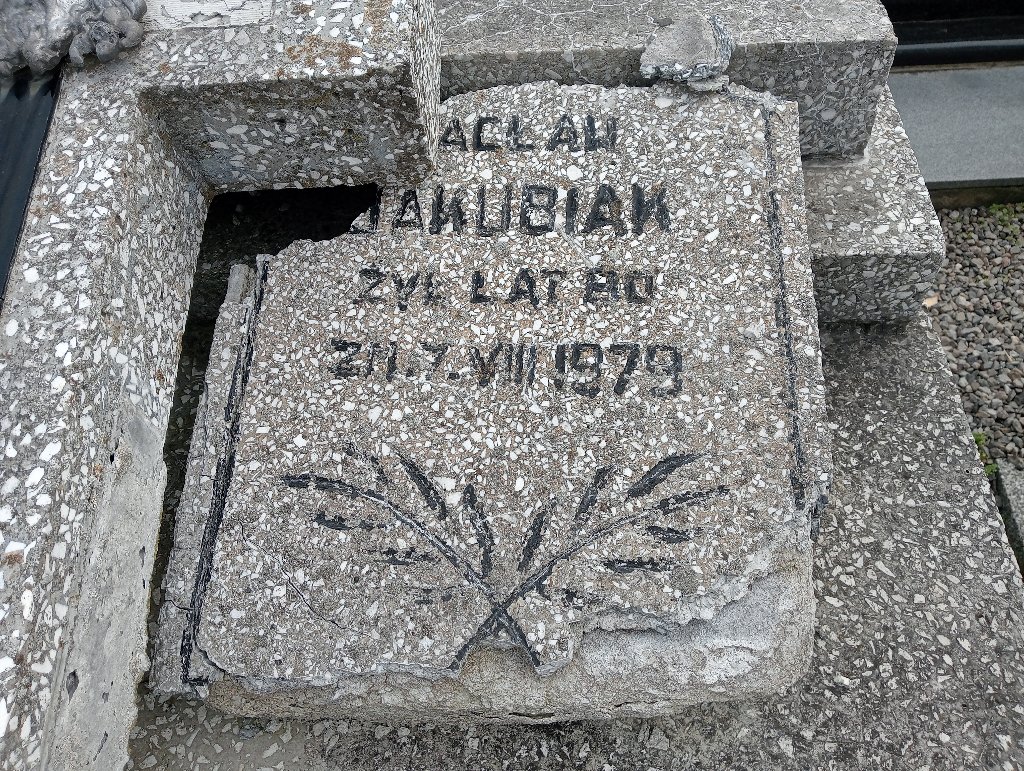 ACŁAW
JAKUBIAK
ŻYŁ LAT 80
ZM. 7. VIII 1979